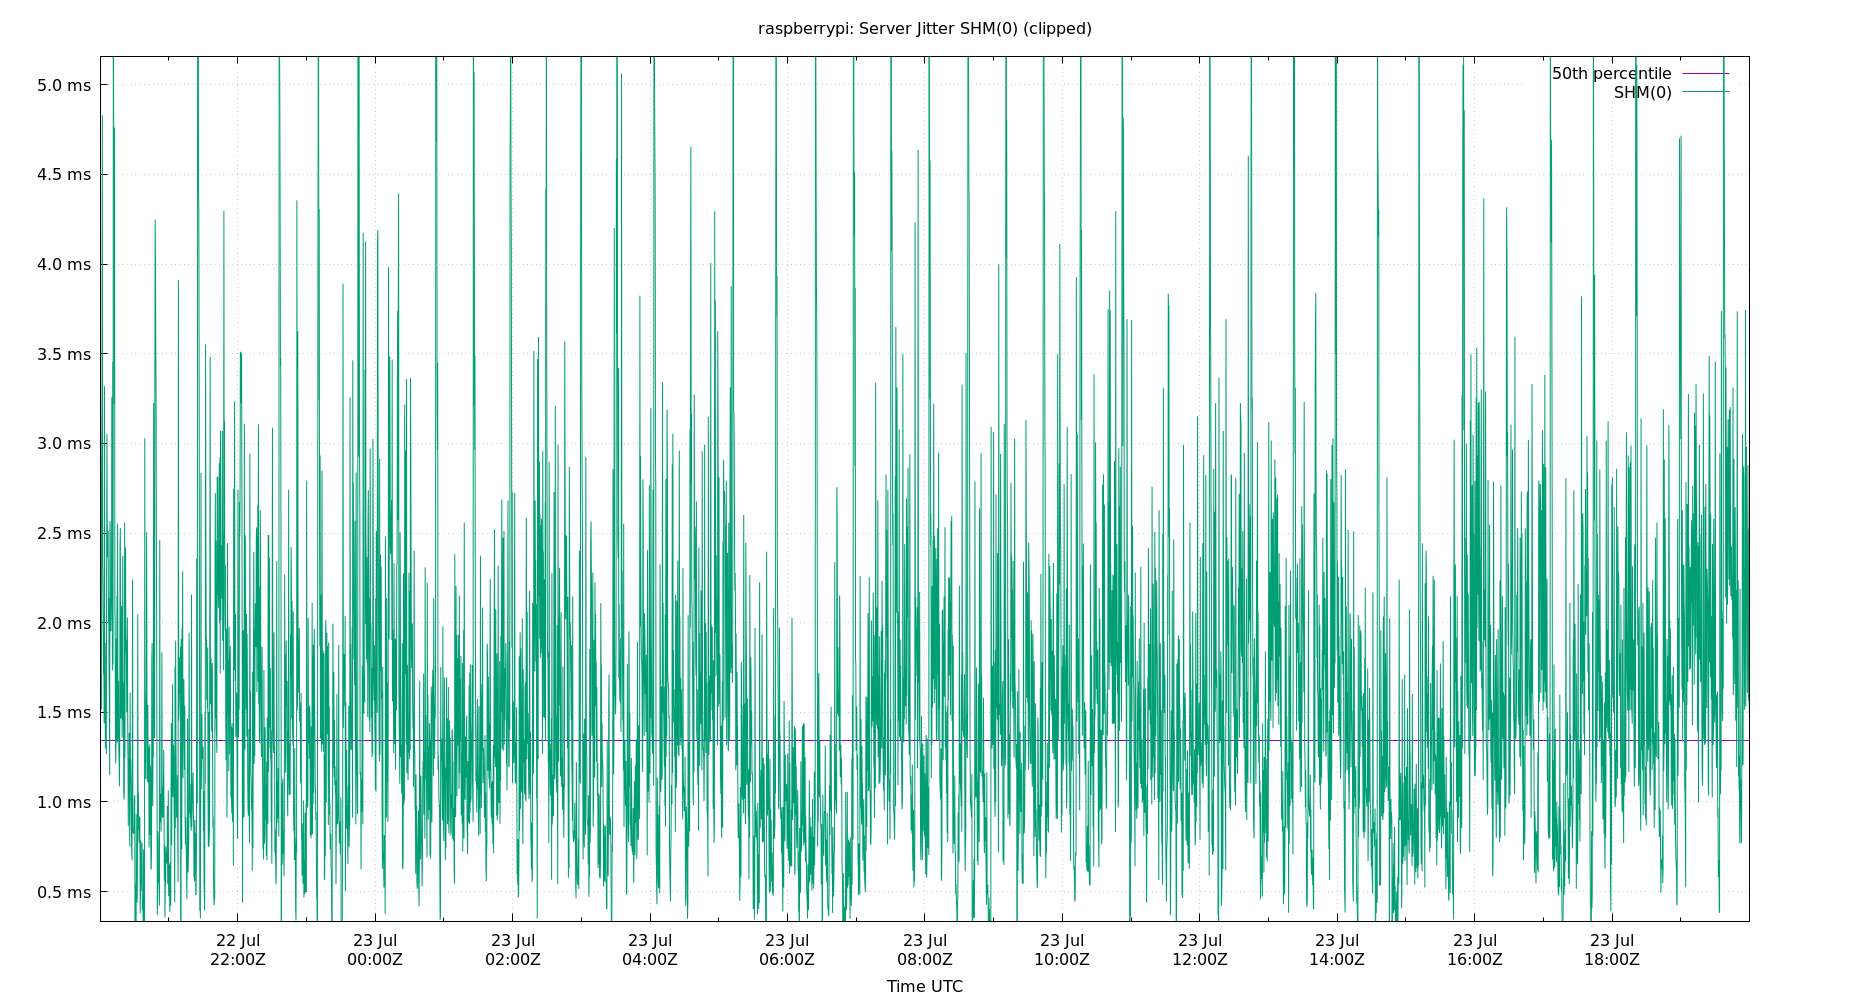 raspberrypi: Server Jitter SHM(0) (clipped)
50th percentile
SHM(0)
5.0 ms
4.5 ms
4.0 ms
3.5 ms
3.0 ms
2.5 ms
2.0 ms
1.5 ms
1.0 ms
0.5 ms
22 Jul 23 Jul 23 Jul 23 Jul 23 Jul 23 Jul 23 Jul 23 Jul 23 Jul 23 Jul 23 Jul
22:00Z 00:00Z 02:00Z 04:00Z 06:00Z 08:00Z 10:00Z 12:00Z 14:00Z 16:00Z 18:00Z
Time UTC